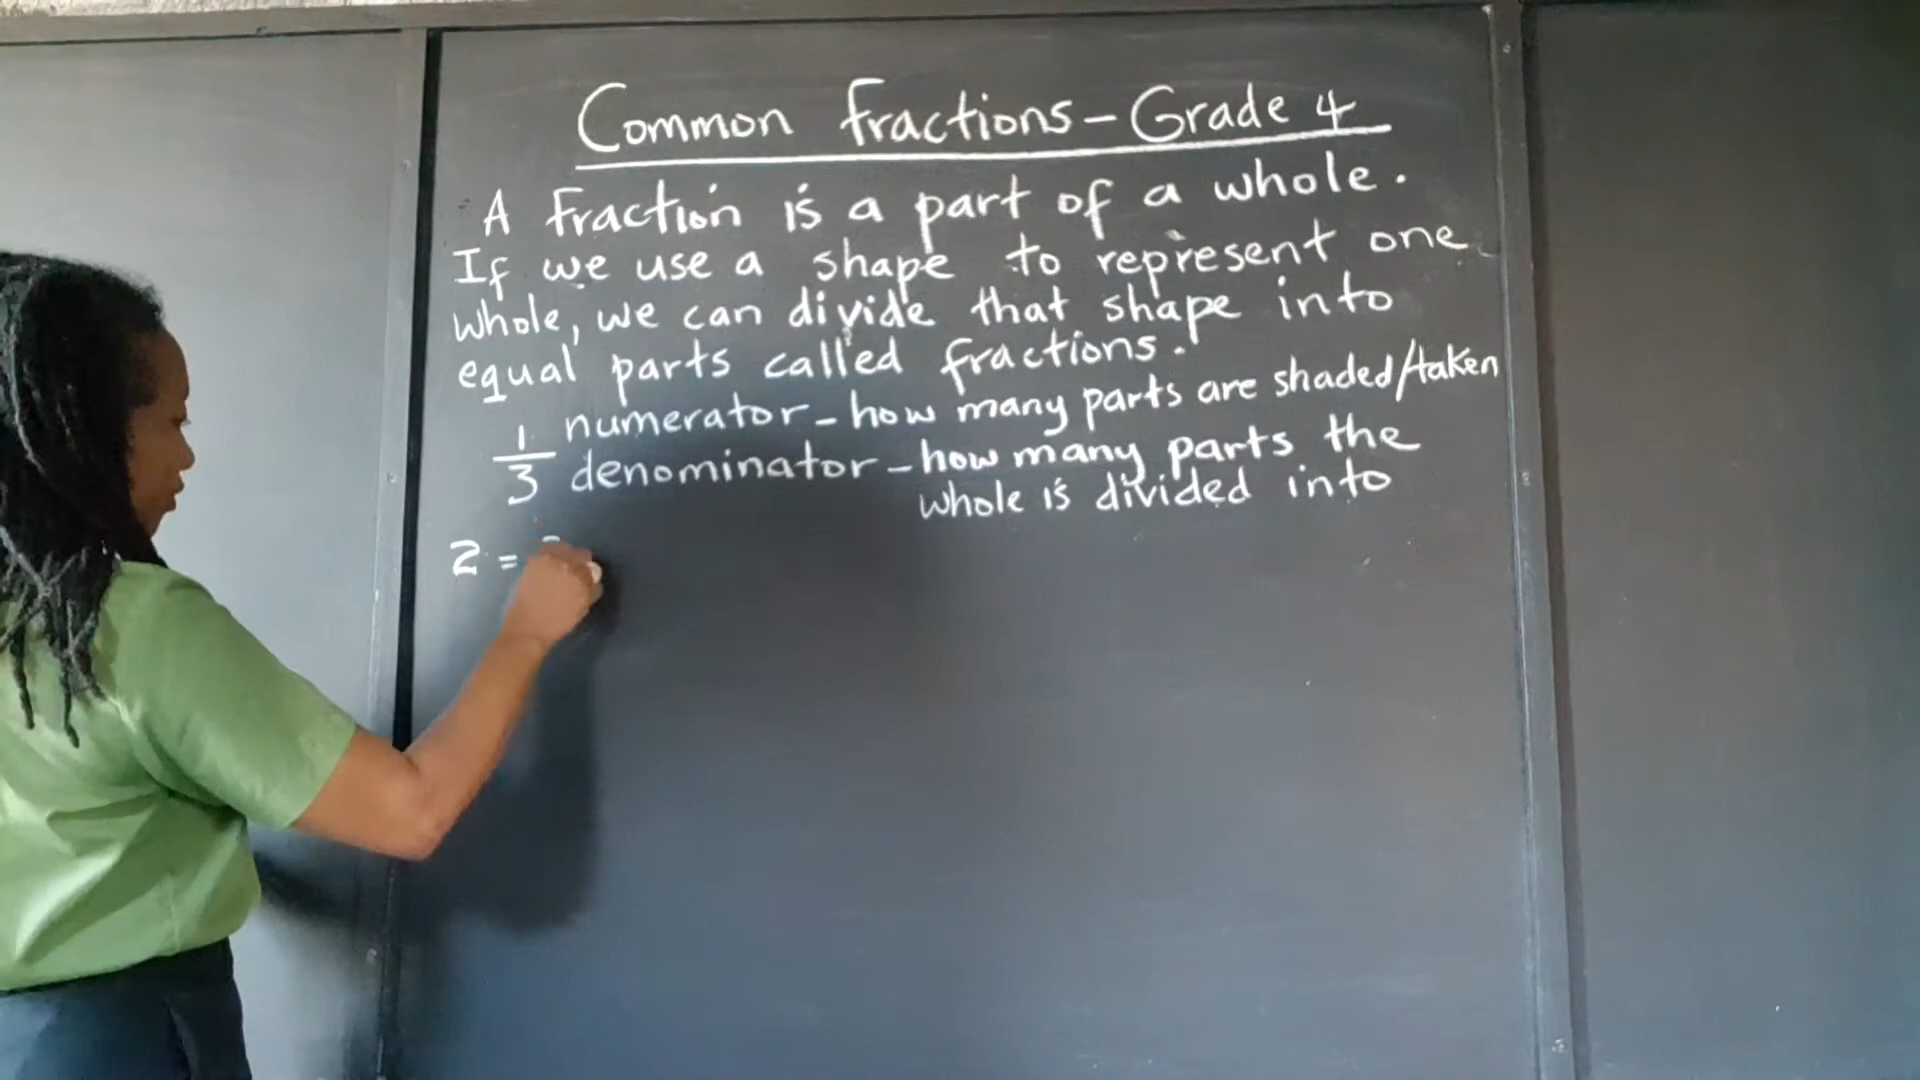 Common fractions - Grade 4
A fraction is a part of a whole.
If we use a shape to represent one
whole, we can divide that shape into
equal parts called fractions.
1/3 numerator - how many parts are shaded/taken
denominator - how many parts the
whole is divided into
2 =